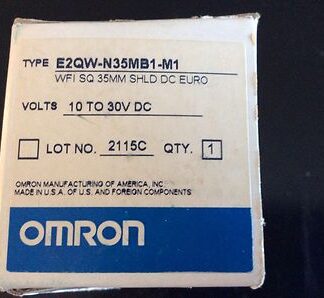 TYPE E2QW-N35MB1-M1
WFI SQ 35MM SHLD DC EURO
VOLTS 10 TO 30V DC
LOT NO. 2115C QTY. 1
OMRON MANUFACTURING OF AMERICA, INC
MADE IN U.S.A. OF U.S. AND FOREIGN COMPONENTS
OMRON